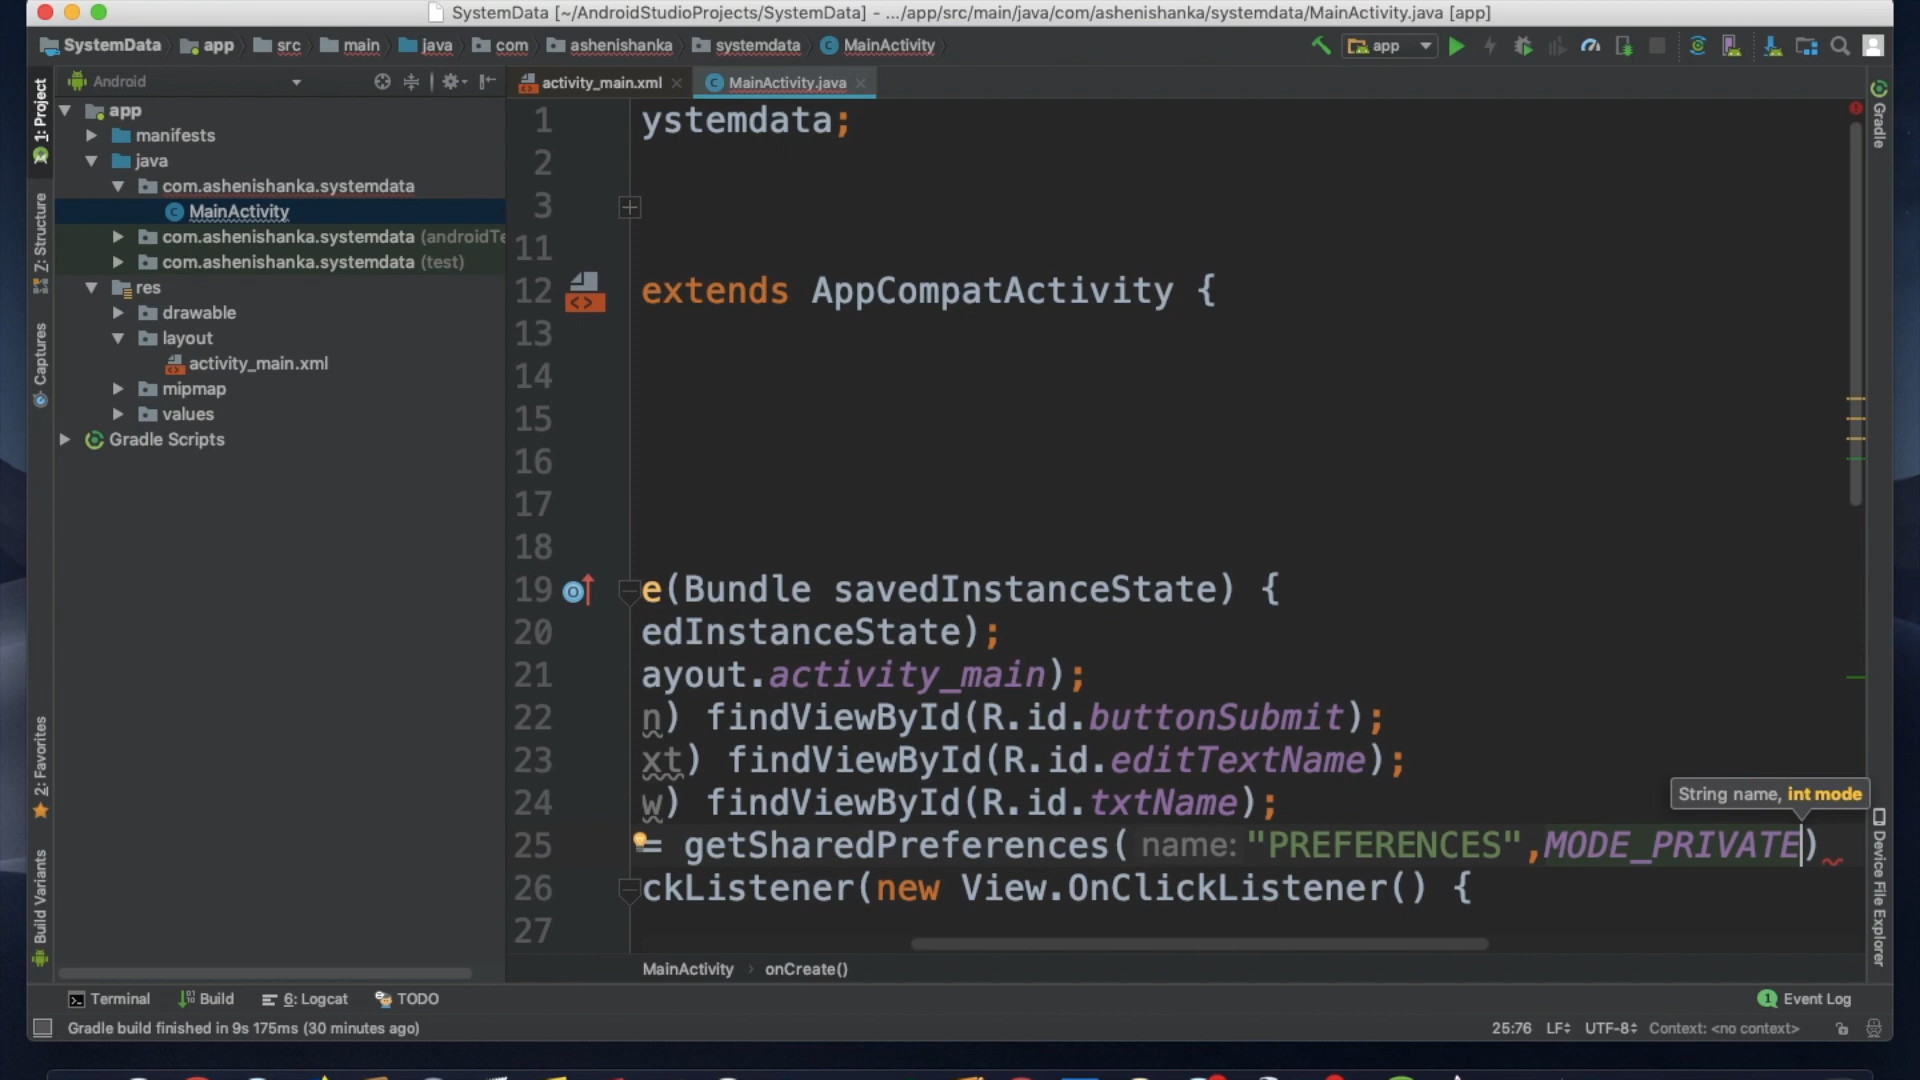 SystemData [~/AndroidStudioProjects/SystemData] - .../app/src/main/java/com/ashenishanka/systemdata/MainActivity.java [app]
SystemData app src main java com ashenishanka systemdata MainActivity app
Android
activity_main.xml MainActivity.java
1: Project
Z: Structure
Captures
2: Favorites
Build Variants
app
manifests
java
com.ashenishanka.systemdata
MainActivity
com.ashenishanka.systemdata (androidTe
com.ashenishanka.systemdata (test)
res
drawable
layout
activity_main.xml
mipmap
values
Gradle Scripts
1 ystemdata;
2
3
11
12 extends AppCompatActivity {
13
14
15
16
17
18
19 e(Bundle savedInstanceState) {
20 edInstanceState);
21 ayout.activity_main);
22 n) findViewById(R.id.buttonSubmit);
23 xt) findViewById(R.id.editTextName);
24 w) findViewById(R.id.txtName);
String name, int mode
25 = getSharedPreferences( name: "PREFERENCES",MODE_PRIVATE)
26 ckListener(new View.OnClickListener() {
27
MainActivity › onCreate()
Gradle
Device File Explorer
Terminal Build 6: Logcat TODO 1 Event Log
Gradle build finished in 9s 175ms (30 minutes ago) 25:76 LF UTF-8 Context: <no context>